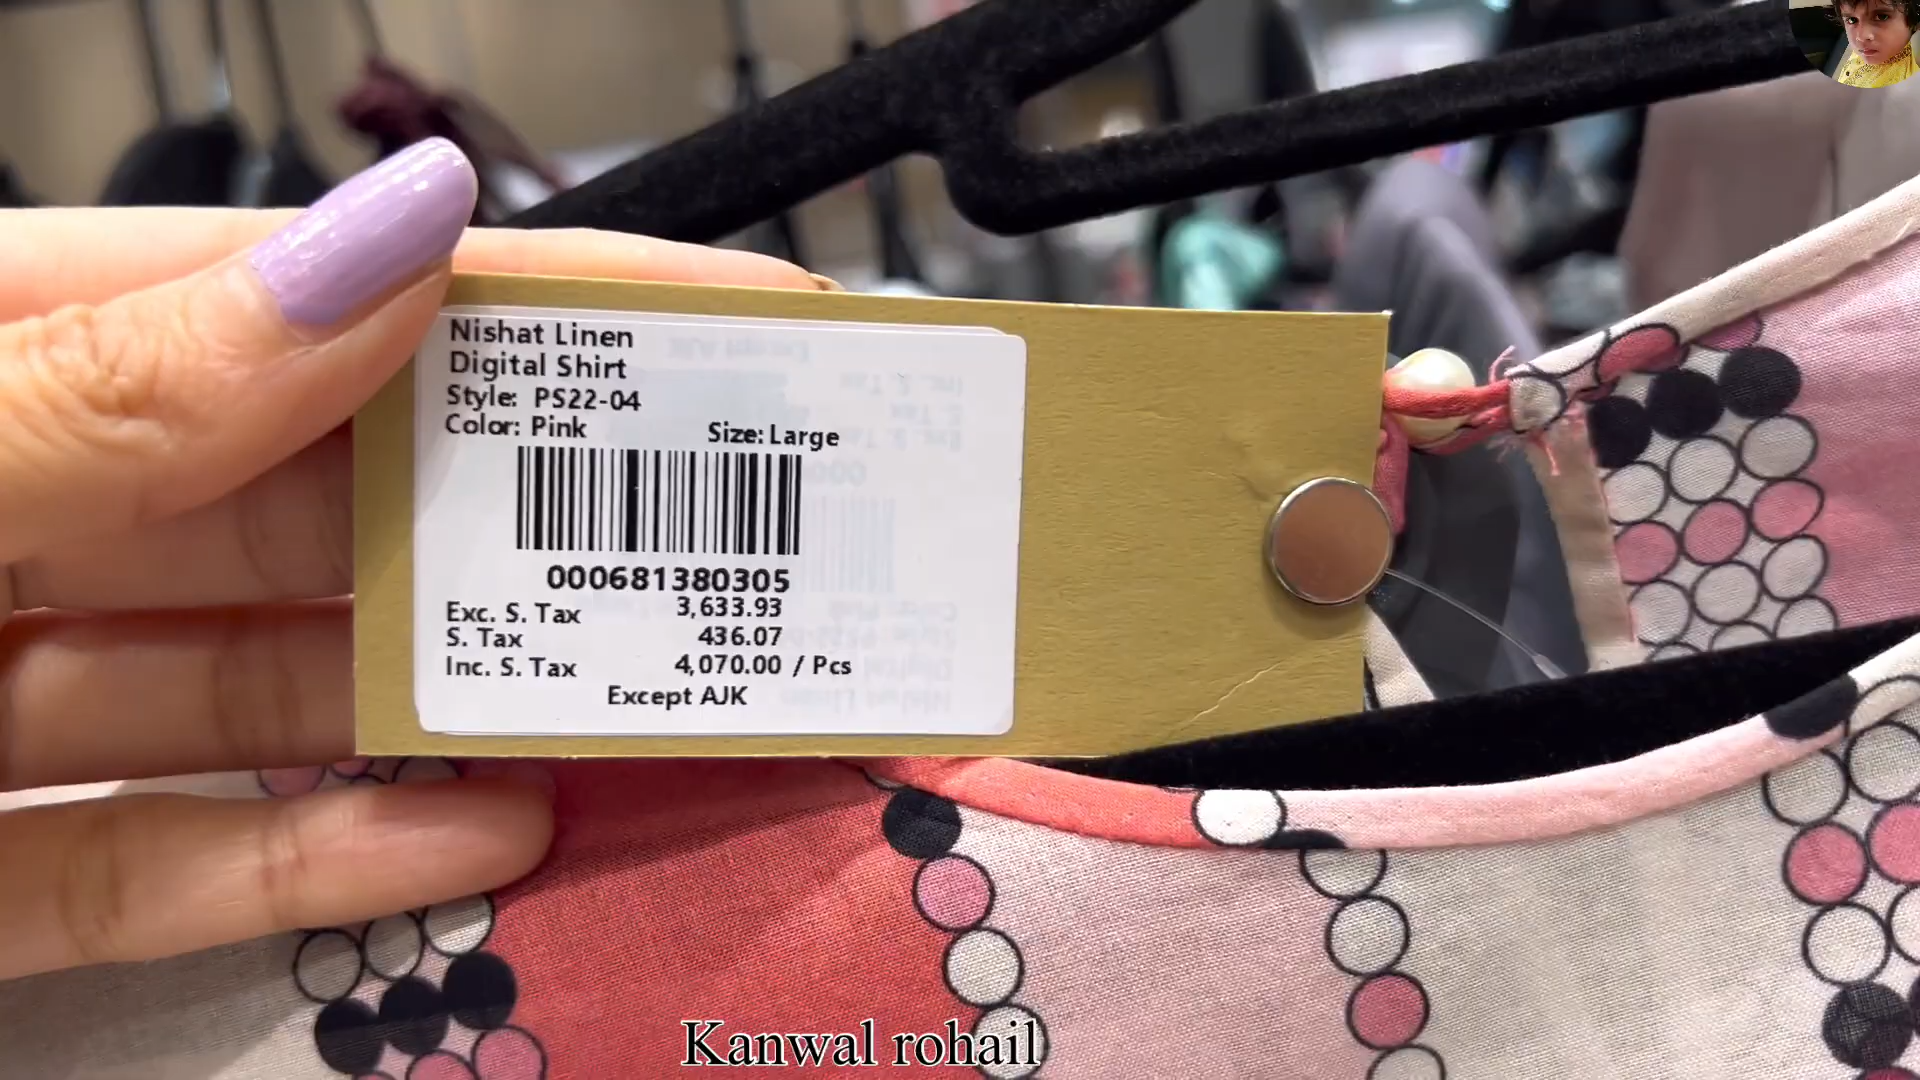 Nishat Linen
Digital Shirt
Style: PS22-04
Color: Pink Size: Large
000681380305
Exc. S. Tax 3,633.93
S. Tax 436.07
Inc. S. Tax 4,070.00 / Pcs
Except AJK
Kanwal rohail